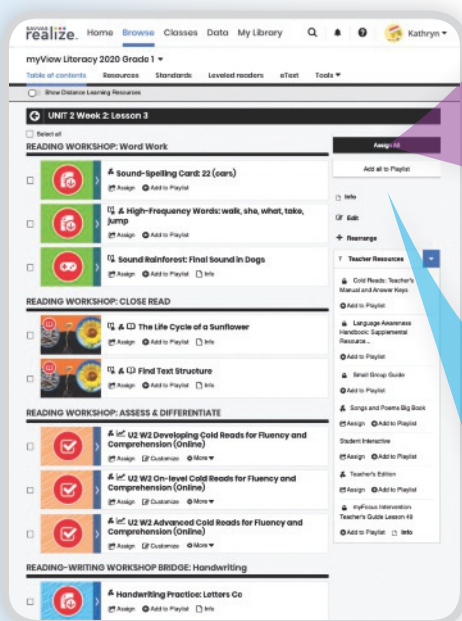 SAVVAS
realize.
Home Browse Classes Data My Library
Kathryn
myView Literacy 2020 Grade 1
Table of contents Resources Standards Leveled readers eText Tools
Show Distance Learning Resources
UNIT 2 Week 2: Lesson 3
Select all
READING WORKSHOP: Word Work
Sound-Spelling Card: 22 (cars)
Assign Add to Playlist
High-Frequency Words: walk, she, what, take,
jump
Assign Add to Playlist
Sound Rainforest: Final Sound in Dogs
Assign Add to Playlist Info
READING WORKSHOP: CLOSE READ
The Life Cycle of a Sunflower
Assign Add to Playlist Info
Find Text Structure
Assign Add to Playlist Info
READING WORKSHOP: ASSESS & DIFFERENTIATE
U2 W2 Developing Cold Reads for Fluency and
Comprehension (Online)
Assign Customize More
U2 W2 On-level Cold Reads for Fluency and
Comprehension (Online)
Assign Customize More
U2 W2 Advanced Cold Reads for Fluency and
Comprehension (Online)
Assign Customize More
READING-WRITING WORKSHOP BRIDGE: Handwriting
Handwriting Practice: Letters Cc
Assign Add to Playlist Info
Assign All
Add all to Playlist
Info
Edit
Rearrange
Teacher Resources
Cold Reads: Teacher's
Manual and Answer Keys
Add to Playlist
Language Awareness
Handbook: Supplemental
Resource...
Add to Playlist
Small Group Guide
Add to Playlist
Songs and Poems Big Book
Assign Add to Playlist
Student Interactive
Assign Add to Playlist
Teacher's Edition
Assign Add to Playlist
myFocus Intervention
Teacher's Guide Lesson 49
Add to Playlist Info